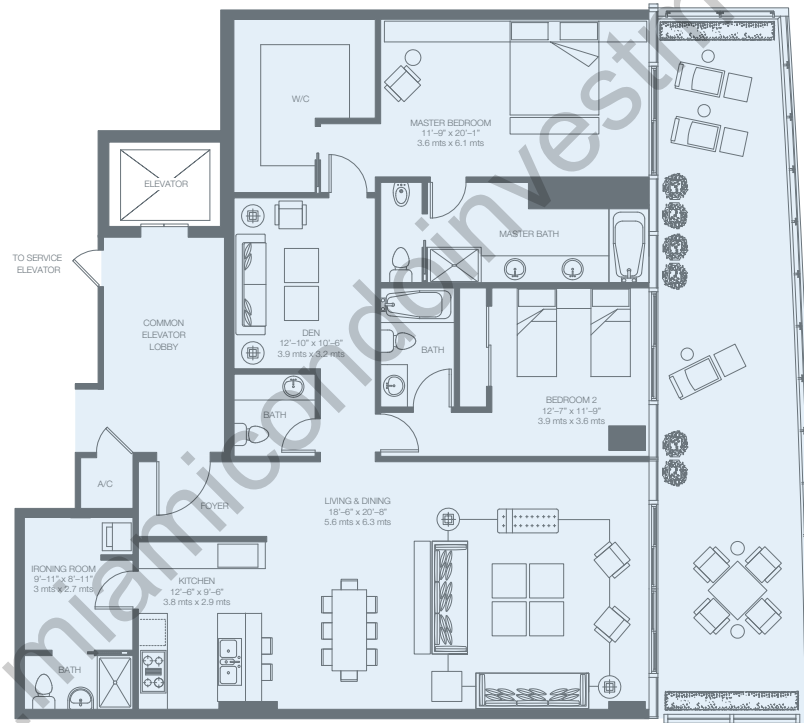 W/C
MASTER BEDROOM
11'-9" x 20'-1"
3.6 mts x 6.1 mts
ELEVATOR
TO SERVICE
ELEVATOR
MASTER BATH
COMMON
ELEVATOR
LOBBY
DEN
12'-10" x 10'-6"
3.9 mts x 3.2 mts
BATH
BEDROOM 2
12'-7" x 11'-9"
3.9 mts x 3.6 mts
BATH
A/C
FOYER
LIVING & DINING
18'-6" x 20'-8"
5.6 mts x 6.3 mts
IRONING ROOM
9'-11" x 8'-11"
3 mts x 2.7 mts
KITCHEN
12'-6" x 9'-6"
3.8 mts x 2.9 mts
BATH
miamicondoinvestm